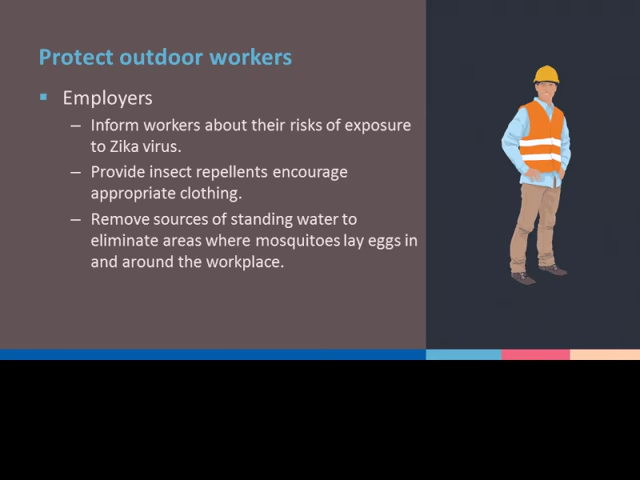 Protect outdoor workers
▪ Employers
– Inform workers about their risks of exposure
to Zika virus.
– Provide insect repellents encourage
appropriate clothing.
– Remove sources of standing water to
eliminate areas where mosquitoes lay eggs in
and around the workplace.